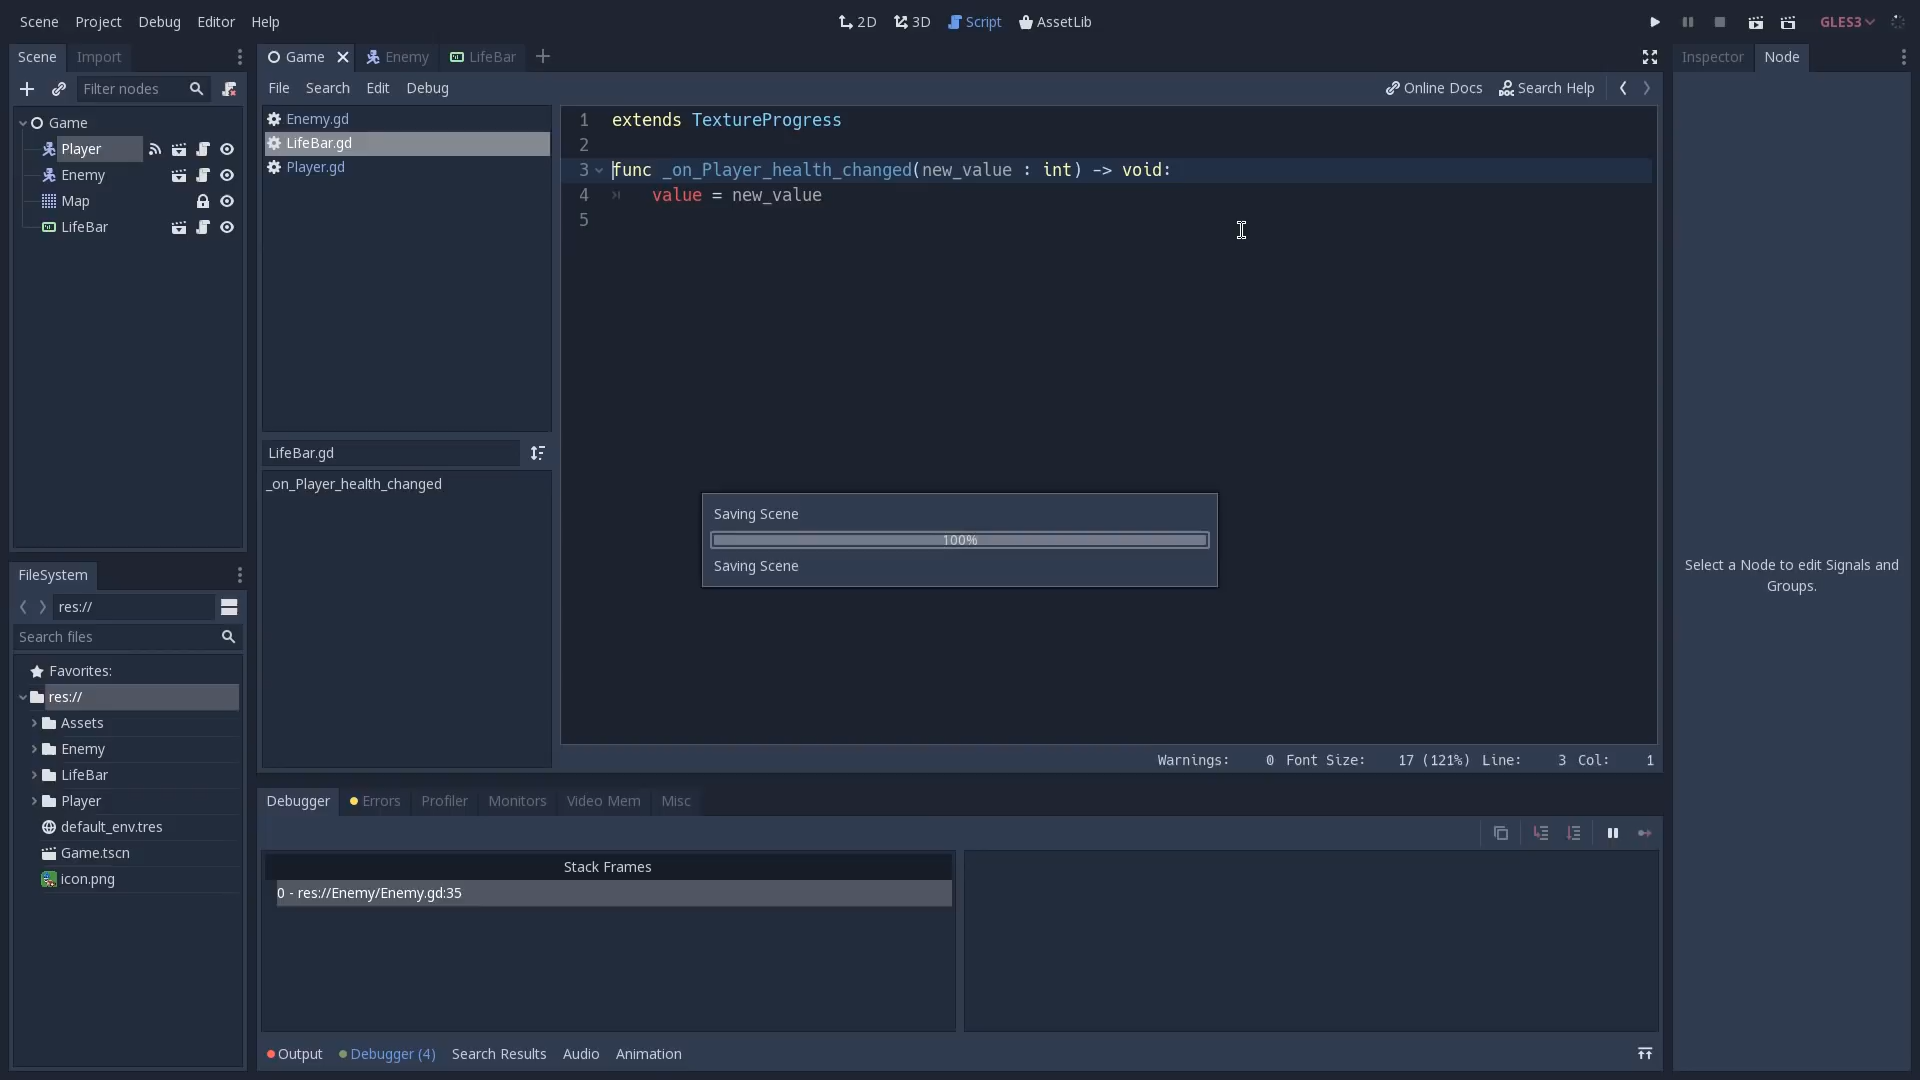 Scene Project Debug Editor Help
2D 3D Script AssetLib
GLES3
Scene Import
Filter nodes
Game
Player
Enemy
Map
LifeBar
Game Enemy LifeBar
File Search Edit Debug
Online Docs Search Help
Enemy.gd
LifeBar.gd
Player.gd
LifeBar.gd
_on_Player_health_changed
1 extends TextureProgress
2
3 func _on_Player_health_changed(new_value : int) -> void:
4 value = new_value
5
Saving Scene
100%
Saving Scene
Warnings: 0 Font Size: 17 (121%) Line: 3 Col: 1
Inspector Node
Select a Node to edit Signals and
Groups.
FileSystem
res://
Search files
Favorites:
res://
Assets
Enemy
LifeBar
Player
default_env.tres
Game.tscn
icon.png
Debugger Errors Profiler Monitors Video Mem Misc
Stack Frames
0 - res://Enemy/Enemy.gd:35
Output Debugger (4) Search Results Audio Animation